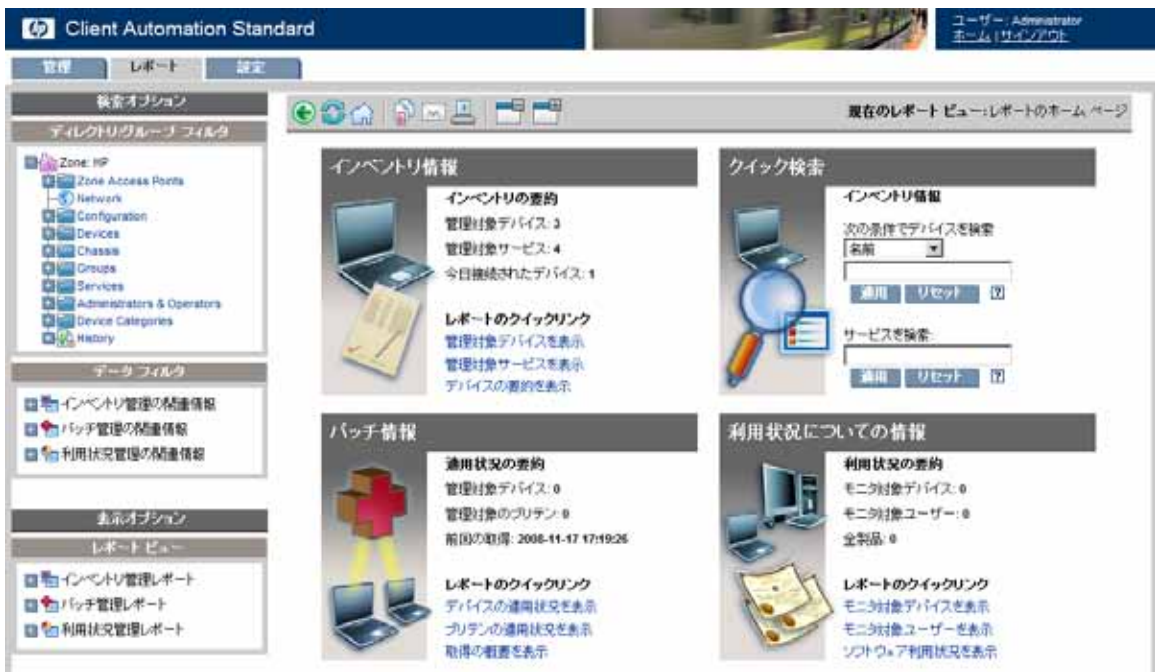 hp Client Automation Standard
ユーザー: Administrator
ホーム | サインアウト
管理 レポート 設定
検索オプション
ディレクトリ/グループ フィルタ
Zone: HP
Zone Access Points
Network
Configuration
Devices
Chassis
Groups
Services
Administrators & Operators
Device Categories
History
データ フィルタ
インベントリ管理の関連情報
パッチ管理の関連情報
利用状況管理の関連情報
表示オプション
レポート ビュー
インベントリ管理レポート
パッチ管理レポート
利用状況管理レポート
現在のレポート ビュー:レポートのホーム ページ
インベントリ情報
インベントリの要約
管理対象デバイス: 3
管理対象サービス: 4
今日接続されたデバイス: 1
レポートのクイックリンク
管理対象デバイスを表示
管理対象サービスを表示
デバイスの要約を表示
クイック検索
インベントリ情報
次の条件でデバイスを検索
名前
適用 リセット ?
サービスを検索:
適用 リセット ?
パッチ情報
適用状況の要約
管理対象デバイス: 0
管理対象のブリテン: 0
前回の取得: 2008-11-17 17:19:26
レポートのクイックリンク
デバイスの適用状況を表示
ブリテンの適用状況を表示
取得の概要を表示
利用状況についての情報
利用状況の要約
モニタ対象デバイス: 0
モニタ対象ユーザー: 0
全製品: 0
レポートのクイックリンク
モニタ対象デバイスを表示
モニタ対象ユーザーを表示
ソフトウェア利用状況を表示